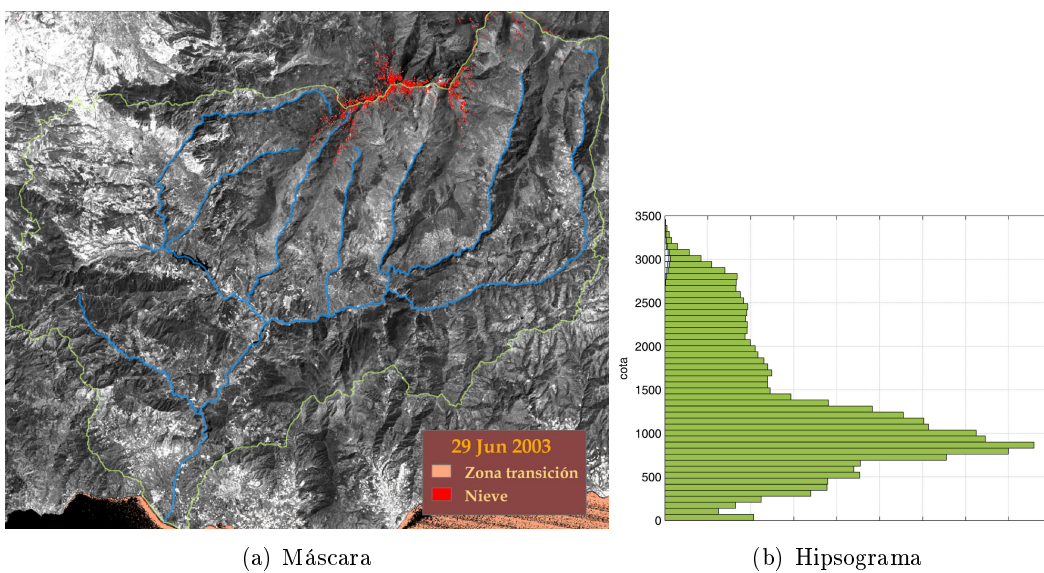 29 Jun 2003
Zona transición
Nieve
(a) Máscara
3500
3000
2500
2000
1500
1000
500
0
cota
(b) Hipsograma